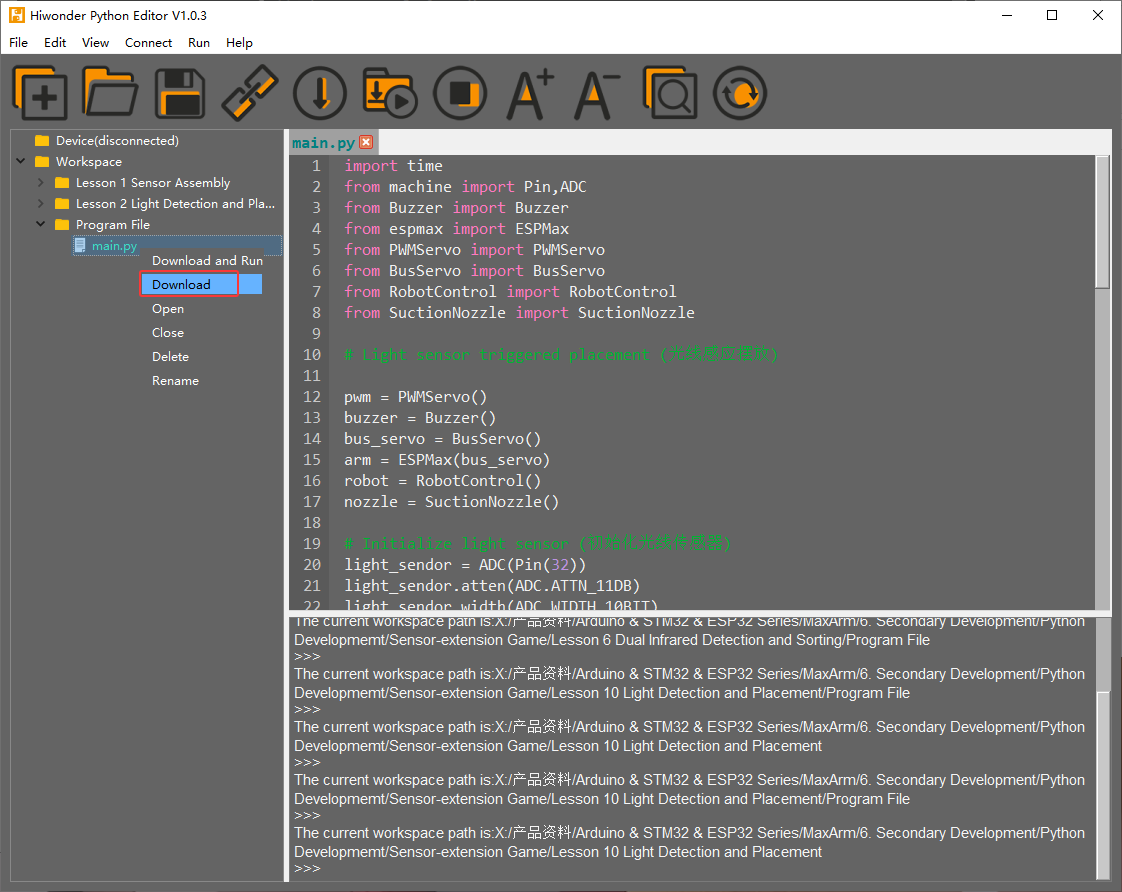 Hiwonder Python Editor V1.0.3
File Edit View Connect Run Help
Device(disconnected)
Workspace
Lesson 1 Sensor Assembly
Lesson 2 Light Detection and Pla...
Program File
main.py
Download and Run
Download
Open
Close
Delete
Rename
main.py
1 import time
2 from machine import Pin,ADC
3 from Buzzer import Buzzer
4 from espmax import ESPMax
5 from PWMServo import PWMServo
6 from BusServo import BusServo
7 from RobotControl import RobotControl
8 from SuctionNozzle import SuctionNozzle
9
10 # Light sensor triggered placement (光线感应摆放)
11
12 pwm = PWMServo()
13 buzzer = Buzzer()
14 bus_servo = BusServo()
15 arm = ESPMax(bus_servo)
16 robot = RobotControl()
17 nozzle = SuctionNozzle()
18
19 # Initialize light sensor (初始化光线传感器)
20 light_sendor = ADC(Pin(32))
21 light_sendor.atten(ADC.ATTN_11DB)
22 light_sendor.width(ADC.WIDTH_10BIT)
The current workspace path is:X:/产品资料/Arduino & STM32 & ESP32 Series/MaxArm/6. Secondary Development/Python
Developmemt/Sensor-extension Game/Lesson 6 Dual Infrared Detection and Sorting/Program File
>>>
The current workspace path is:X:/产品资料/Arduino & STM32 & ESP32 Series/MaxArm/6. Secondary Development/Python
Developmemt/Sensor-extension Game/Lesson 10 Light Detection and Placement/Program File
>>>
The current workspace path is:X:/产品资料/Arduino & STM32 & ESP32 Series/MaxArm/6. Secondary Development/Python
Developmemt/Sensor-extension Game/Lesson 10 Light Detection and Placement
>>>
The current workspace path is:X:/产品资料/Arduino & STM32 & ESP32 Series/MaxArm/6. Secondary Development/Python
Developmemt/Sensor-extension Game/Lesson 10 Light Detection and Placement/Program File
>>>
The current workspace path is:X:/产品资料/Arduino & STM32 & ESP32 Series/MaxArm/6. Secondary Development/Python
Developmemt/Sensor-extension Game/Lesson 10 Light Detection and Placement
>>>